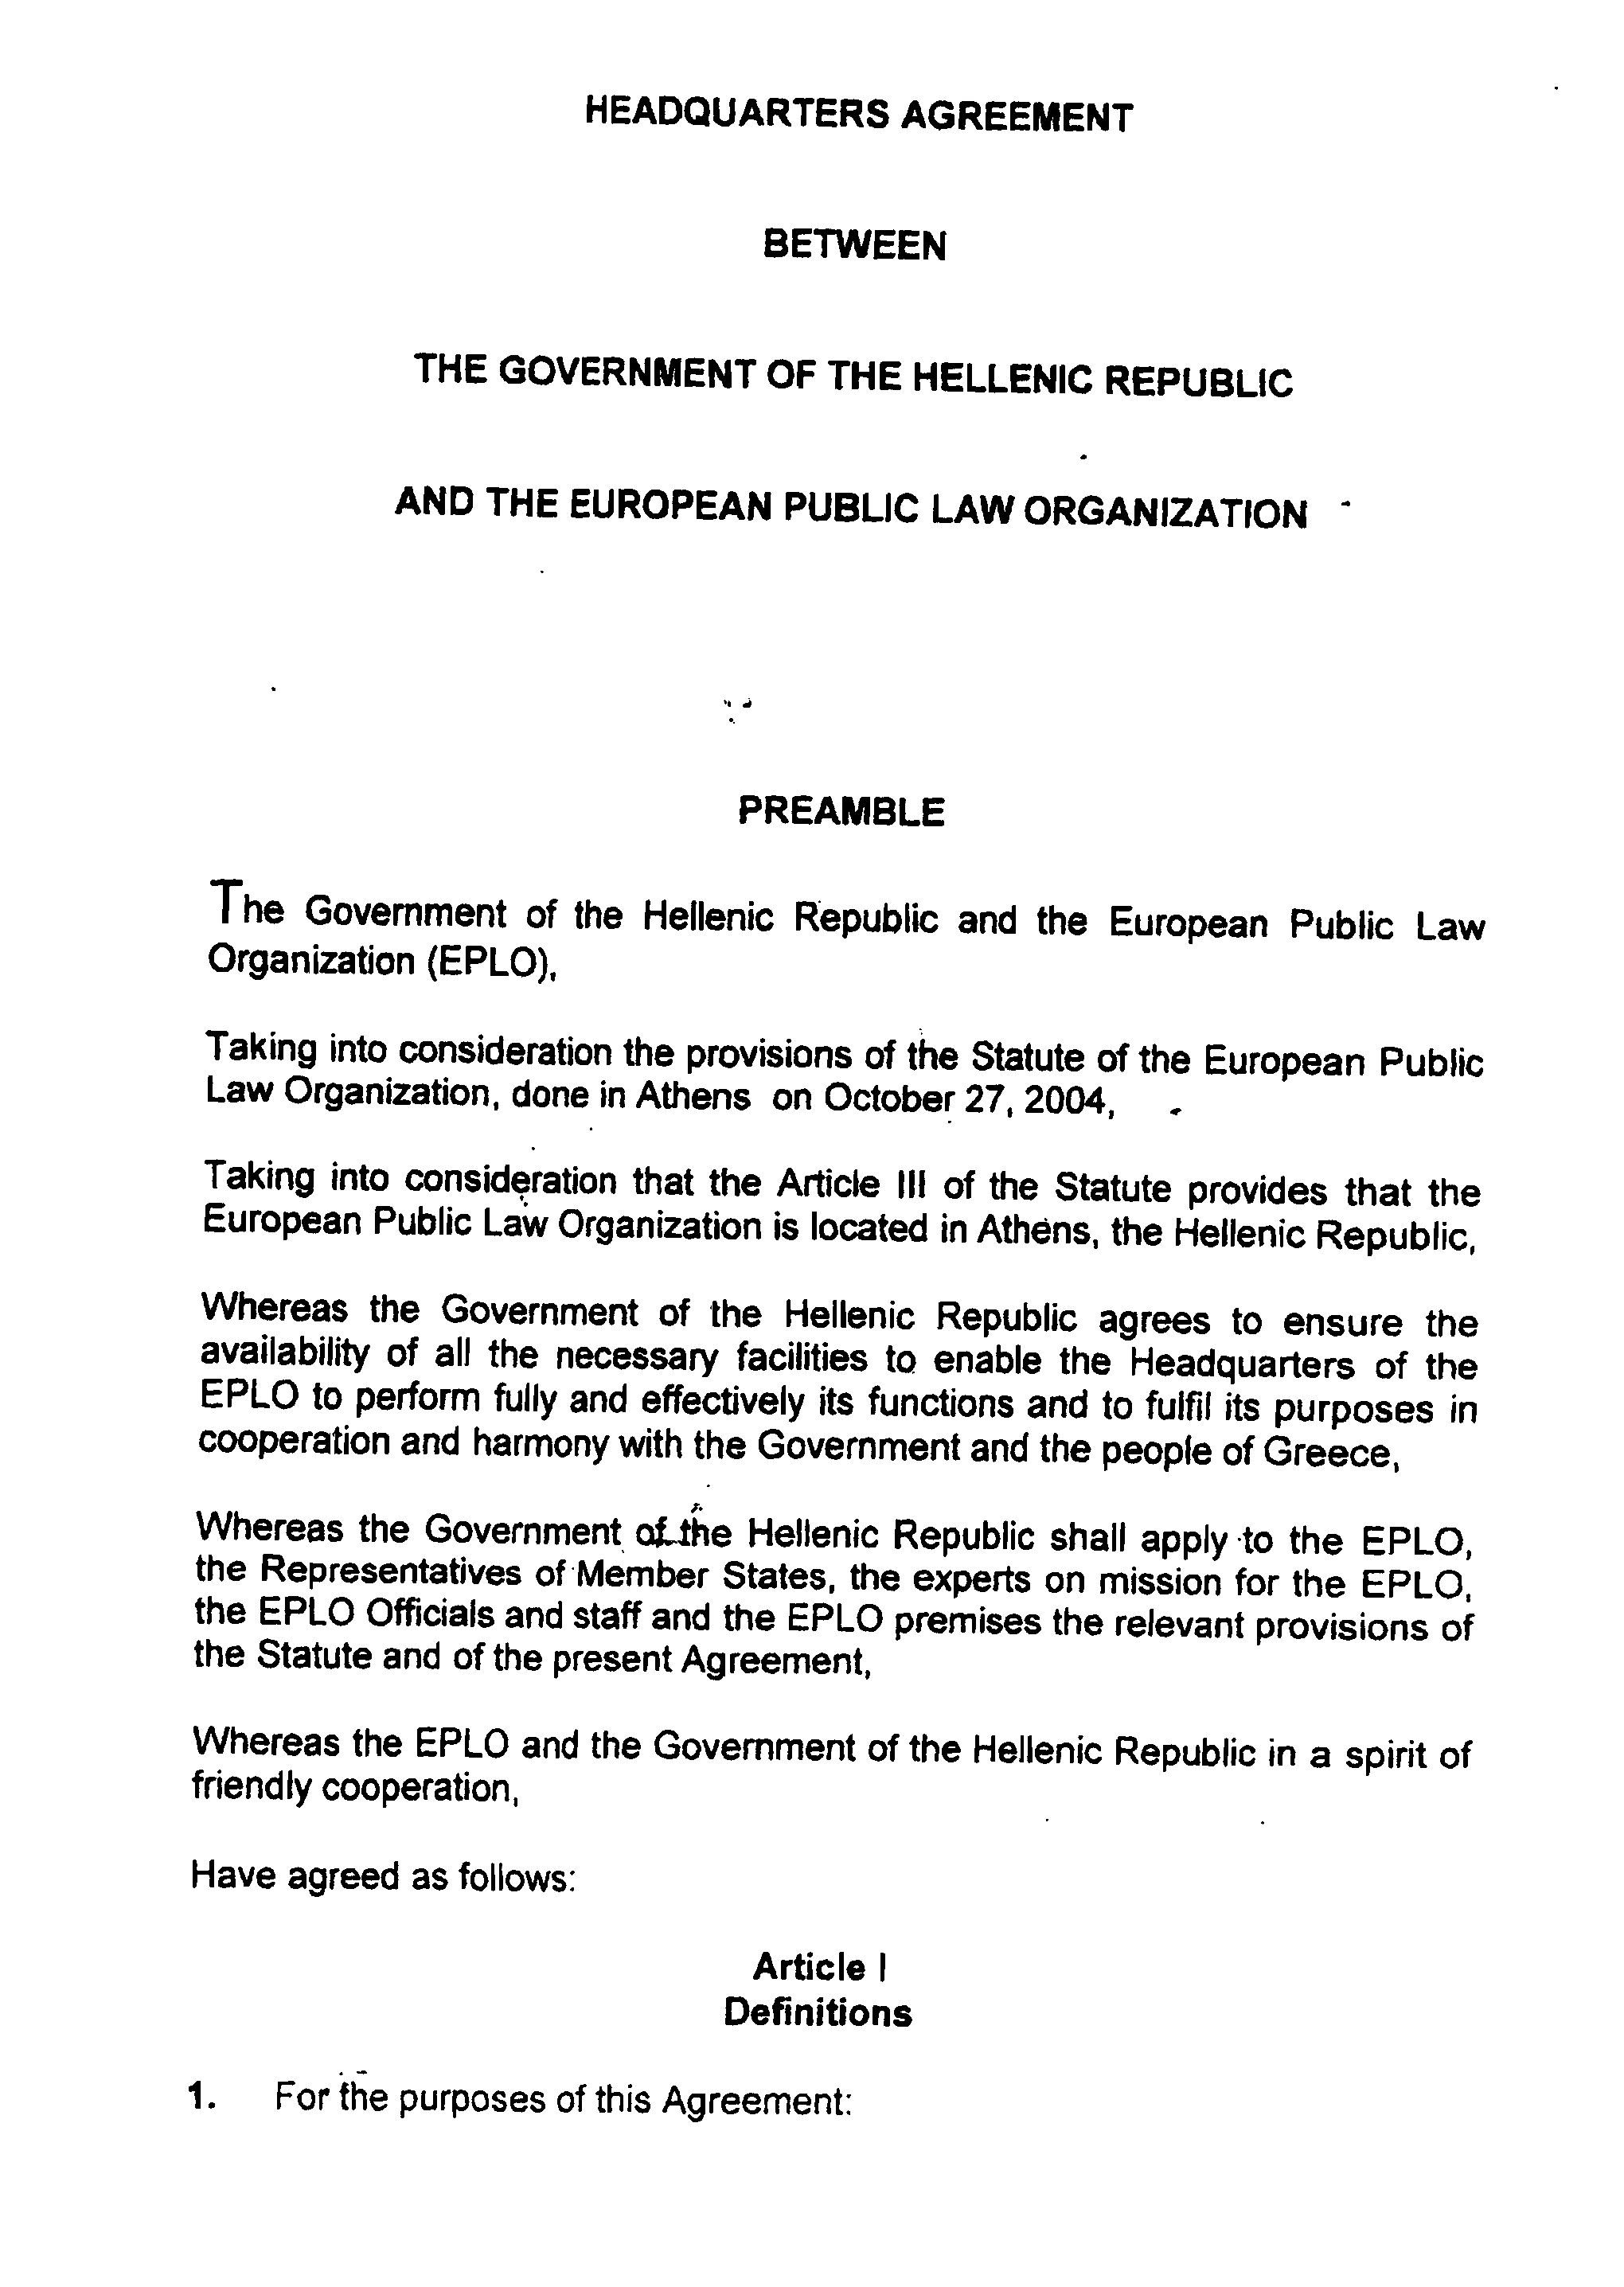 HEADQUARTERS AGREEMENT
BETWEEN
THE GOVERNMENT OF THE HELLENIC REPUBLIC
AND THE EUROPEAN PUBLIC LAW ORGANIZATION
PREAMBLE
The Government of the Hellenic Republic and the European Public Law
Organization (EPLO),
Taking into consideration the provisions of the Statute of the European Public
Law Organization, done in Athens on October 27, 2004,
Taking into consideration that the Article III of the Statute provides that the
European Public Law Organization is located in Athens, the Hellenic Republic,
Whereas the Government of the Hellenic Republic agrees to ensure the
availability of all the necessary facilities to enable the Headquarters of the
EPLO to perform fully and effectively its functions and to fulfil its purposes in
cooperation and harmony with the Government and the people of Greece,
Whereas the Government of the Hellenic Republic shall apply to the EPLO,
the Representatives of Member States, the experts on mission for the EPLO,
the EPLO Officials and staff and the EPLO premises the relevant provisions of
the Statute and of the present Agreement,
Whereas the EPLO and the Government of the Hellenic Republic in a spirit of
friendly cooperation,
Have agreed as follows:
Article I
Definitions
1. For the purposes of this Agreement: